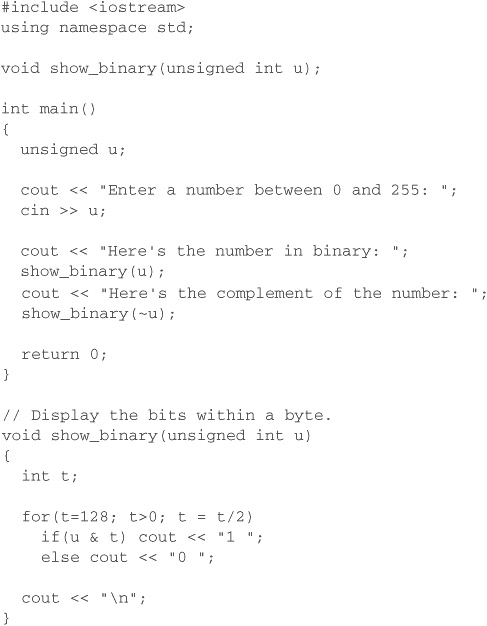 #include <iostream>
using namespace std;

void show_binary(unsigned int u);

int main()
{
  unsigned u;

  cout << "Enter a number between 0 and 255: ";
  cin >> u;

  cout << "Here's the number in binary: ";
  show_binary(u);
  cout << "Here's the complement of the number: ";
  show_binary(~u);

  return 0;
}

// Display the bits within a byte.
void show_binary(unsigned int u)
{
  int t;

  for(t=128; t>0; t = t/2)
    if(u & t) cout << "1 ";
    else cout << "0 ";

  cout << "\n";
}